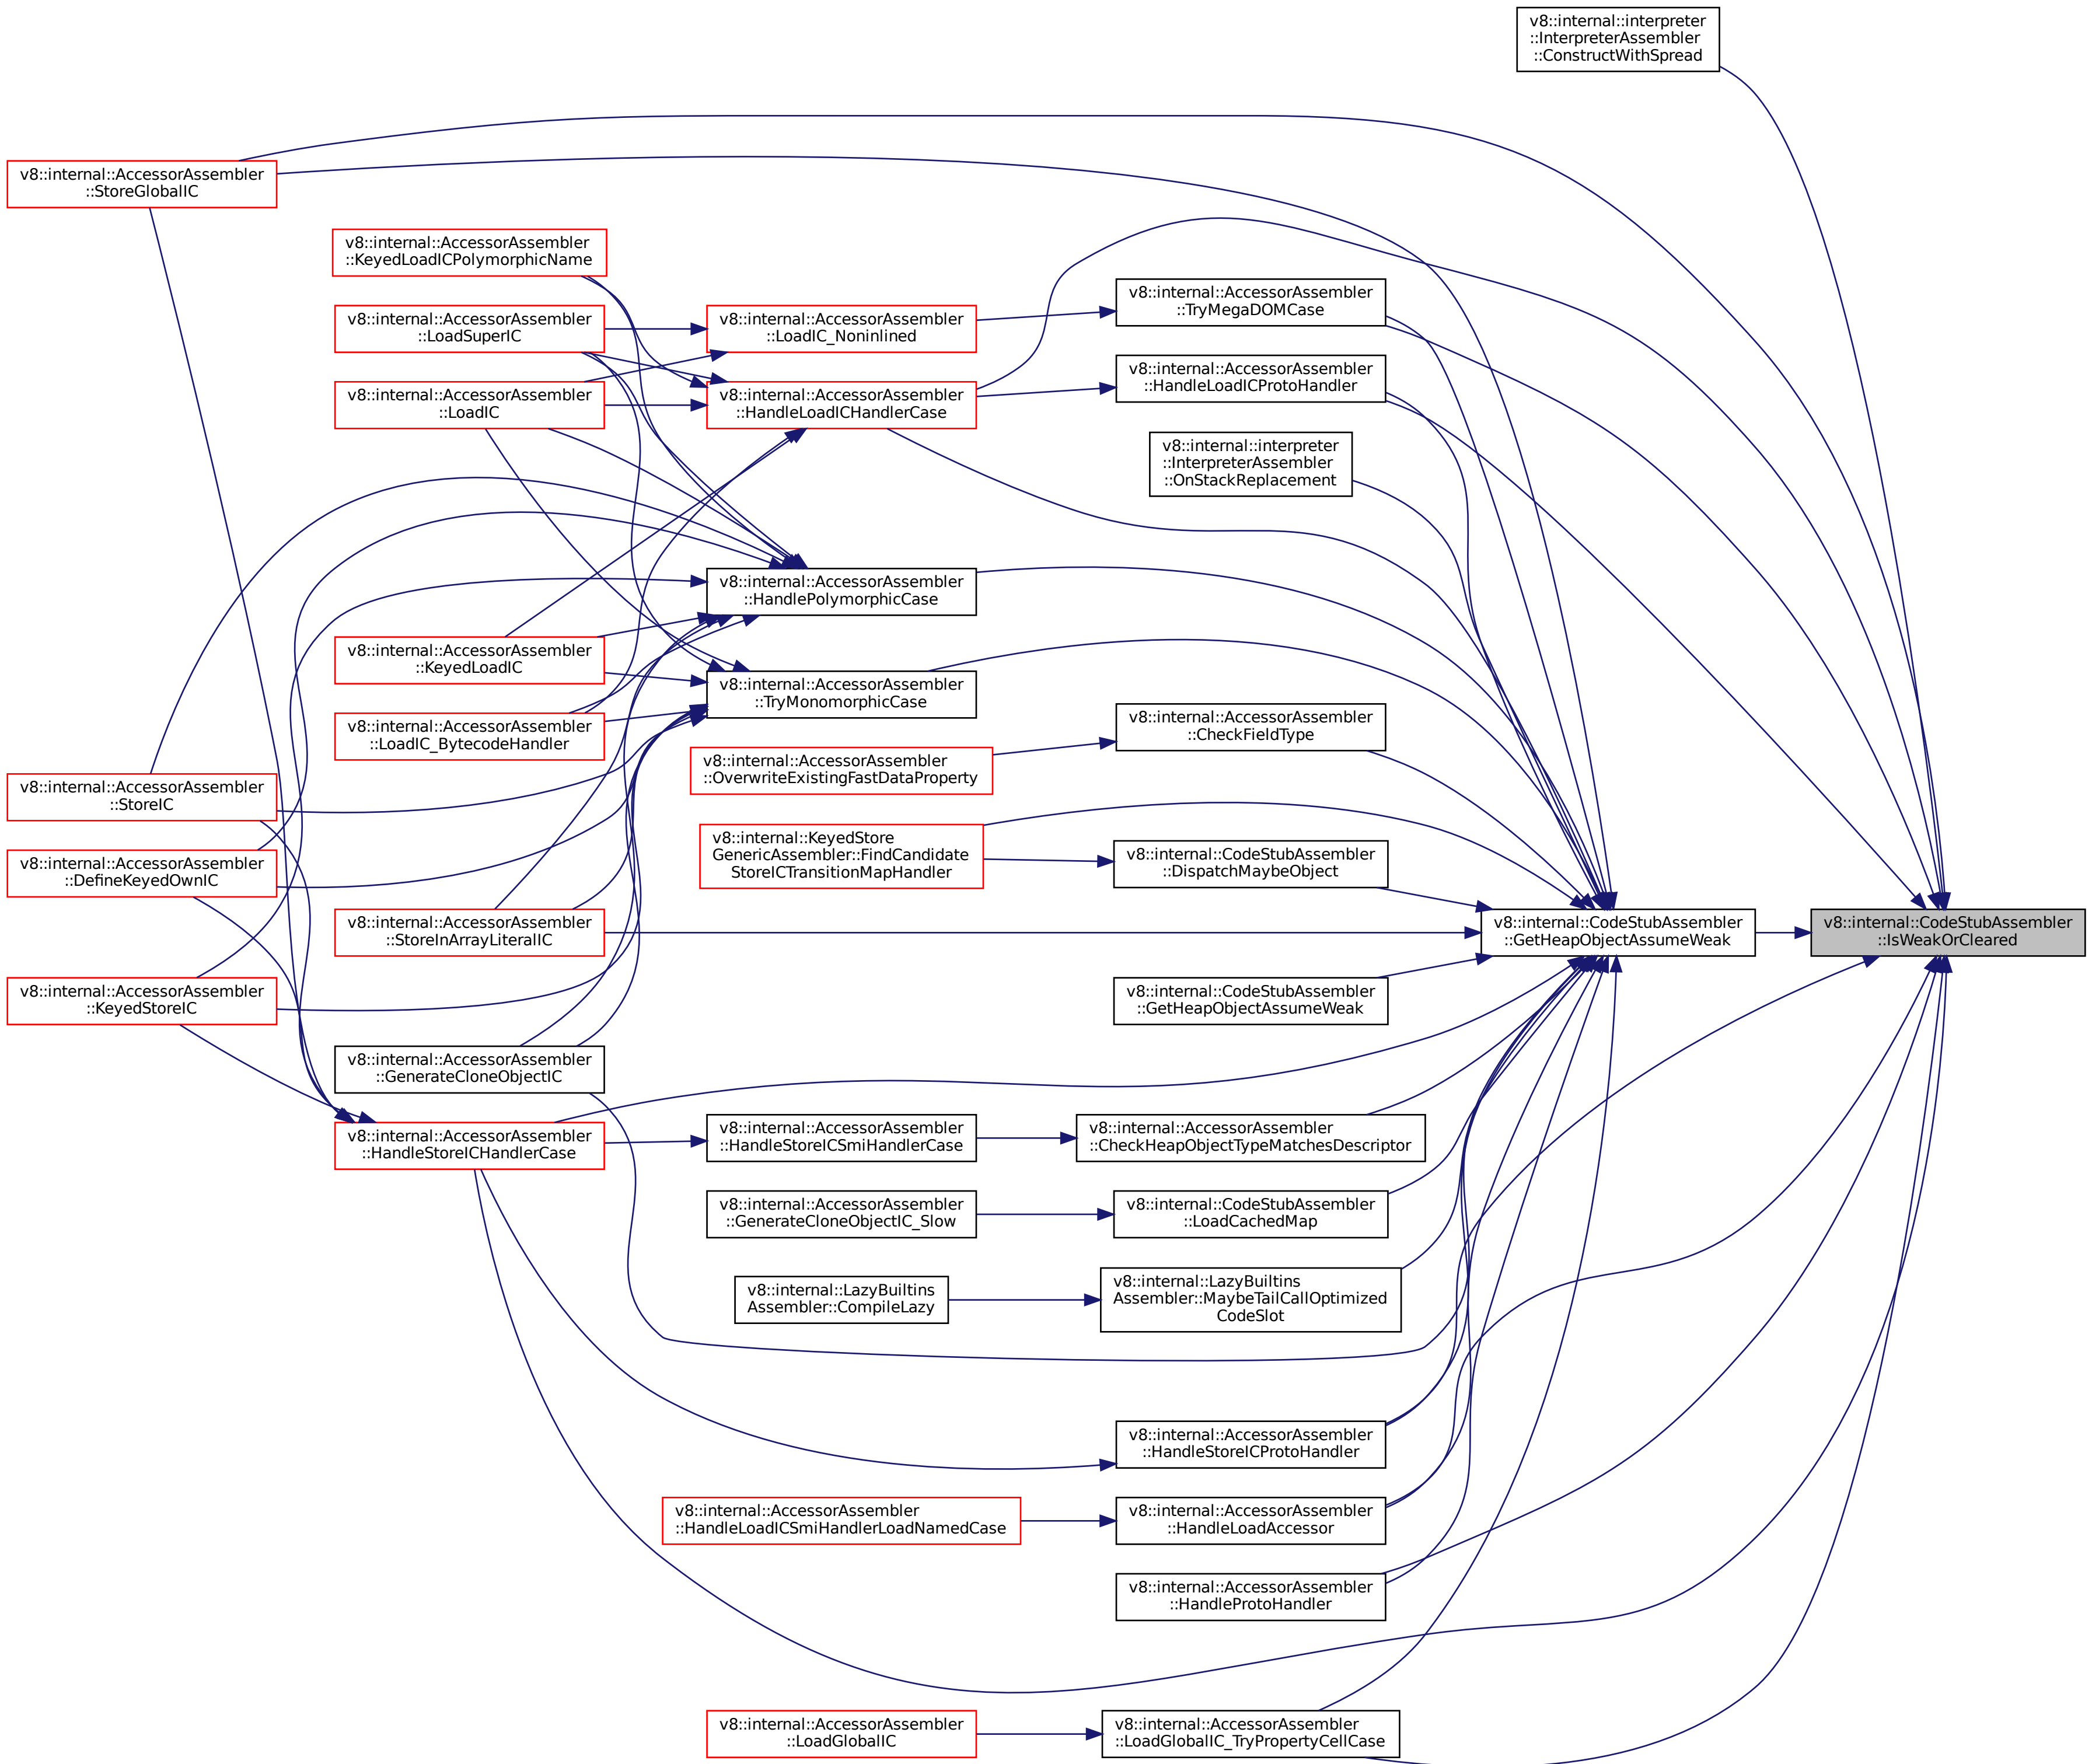 v8::internal::interpreter
::InterpreterAssembler
::ConstructWithSpread
v8::internal::AccessorAssembler
::StoreGlobalIC
v8::internal::AccessorAssembler
::KeyedLoadICPolymorphicName
v8::internal::AccessorAssembler
::TryMegaDOMCase
v8::internal::AccessorAssembler
::LoadSuperIC
v8::internal::AccessorAssembler
::LoadIC_Noninlined
v8::internal::AccessorAssembler
::HandleLoadICProtoHandler
v8::internal::AccessorAssembler
::LoadIC
v8::internal::AccessorAssembler
::HandleLoadICHandlerCase
v8::internal::interpreter
::InterpreterAssembler
::OnStackReplacement
v8::internal::AccessorAssembler
::HandlePolymorphicCase
v8::internal::AccessorAssembler
::KeyedLoadIC
v8::internal::AccessorAssembler
::TryMonomorphicCase
v8::internal::AccessorAssembler
::LoadIC_BytecodeHandler
v8::internal::AccessorAssembler
::CheckFieldType
v8::internal::AccessorAssembler
::OverwriteExistingFastDataProperty
v8::internal::AccessorAssembler
::StoreIC
v8::internal::KeyedStore
GenericAssembler::FindCandidate
StoreICTransitionMapHandler
v8::internal::CodeStubAssembler
::DispatchMaybeObject
v8::internal::AccessorAssembler
::DefineKeyedOwnIC
v8::internal::AccessorAssembler
::StoreInArrayLiteralIC
v8::internal::CodeStubAssembler
::GetHeapObjectAssumeWeak
v8::internal::CodeStubAssembler
::IsWeakOrCleared
v8::internal::AccessorAssembler
::KeyedStoreIC
v8::internal::CodeStubAssembler
::GetHeapObjectAssumeWeak
v8::internal::AccessorAssembler
::GenerateCloneObjectIC
v8::internal::AccessorAssembler
::HandleStoreICHandlerCase
v8::internal::AccessorAssembler
::HandleStoreICSmiHandlerCase
v8::internal::AccessorAssembler
::CheckHeapObjectTypeMatchesDescriptor
v8::internal::AccessorAssembler
::GenerateCloneObjectIC_Slow
v8::internal::CodeStubAssembler
::LoadCachedMap
v8::internal::LazyBuiltins
Assembler::CompileLazy
v8::internal::LazyBuiltins
Assembler::MaybeTailCallOptimized
CodeSlot
v8::internal::AccessorAssembler
::HandleStoreICProtoHandler
v8::internal::AccessorAssembler
::HandleLoadICSmiHandlerLoadNamedCase
v8::internal::AccessorAssembler
::HandleLoadAccessor
v8::internal::AccessorAssembler
::HandleProtoHandler
v8::internal::AccessorAssembler
::LoadGlobalIC
v8::internal::AccessorAssembler
::LoadGlobalIC_TryPropertyCellCase